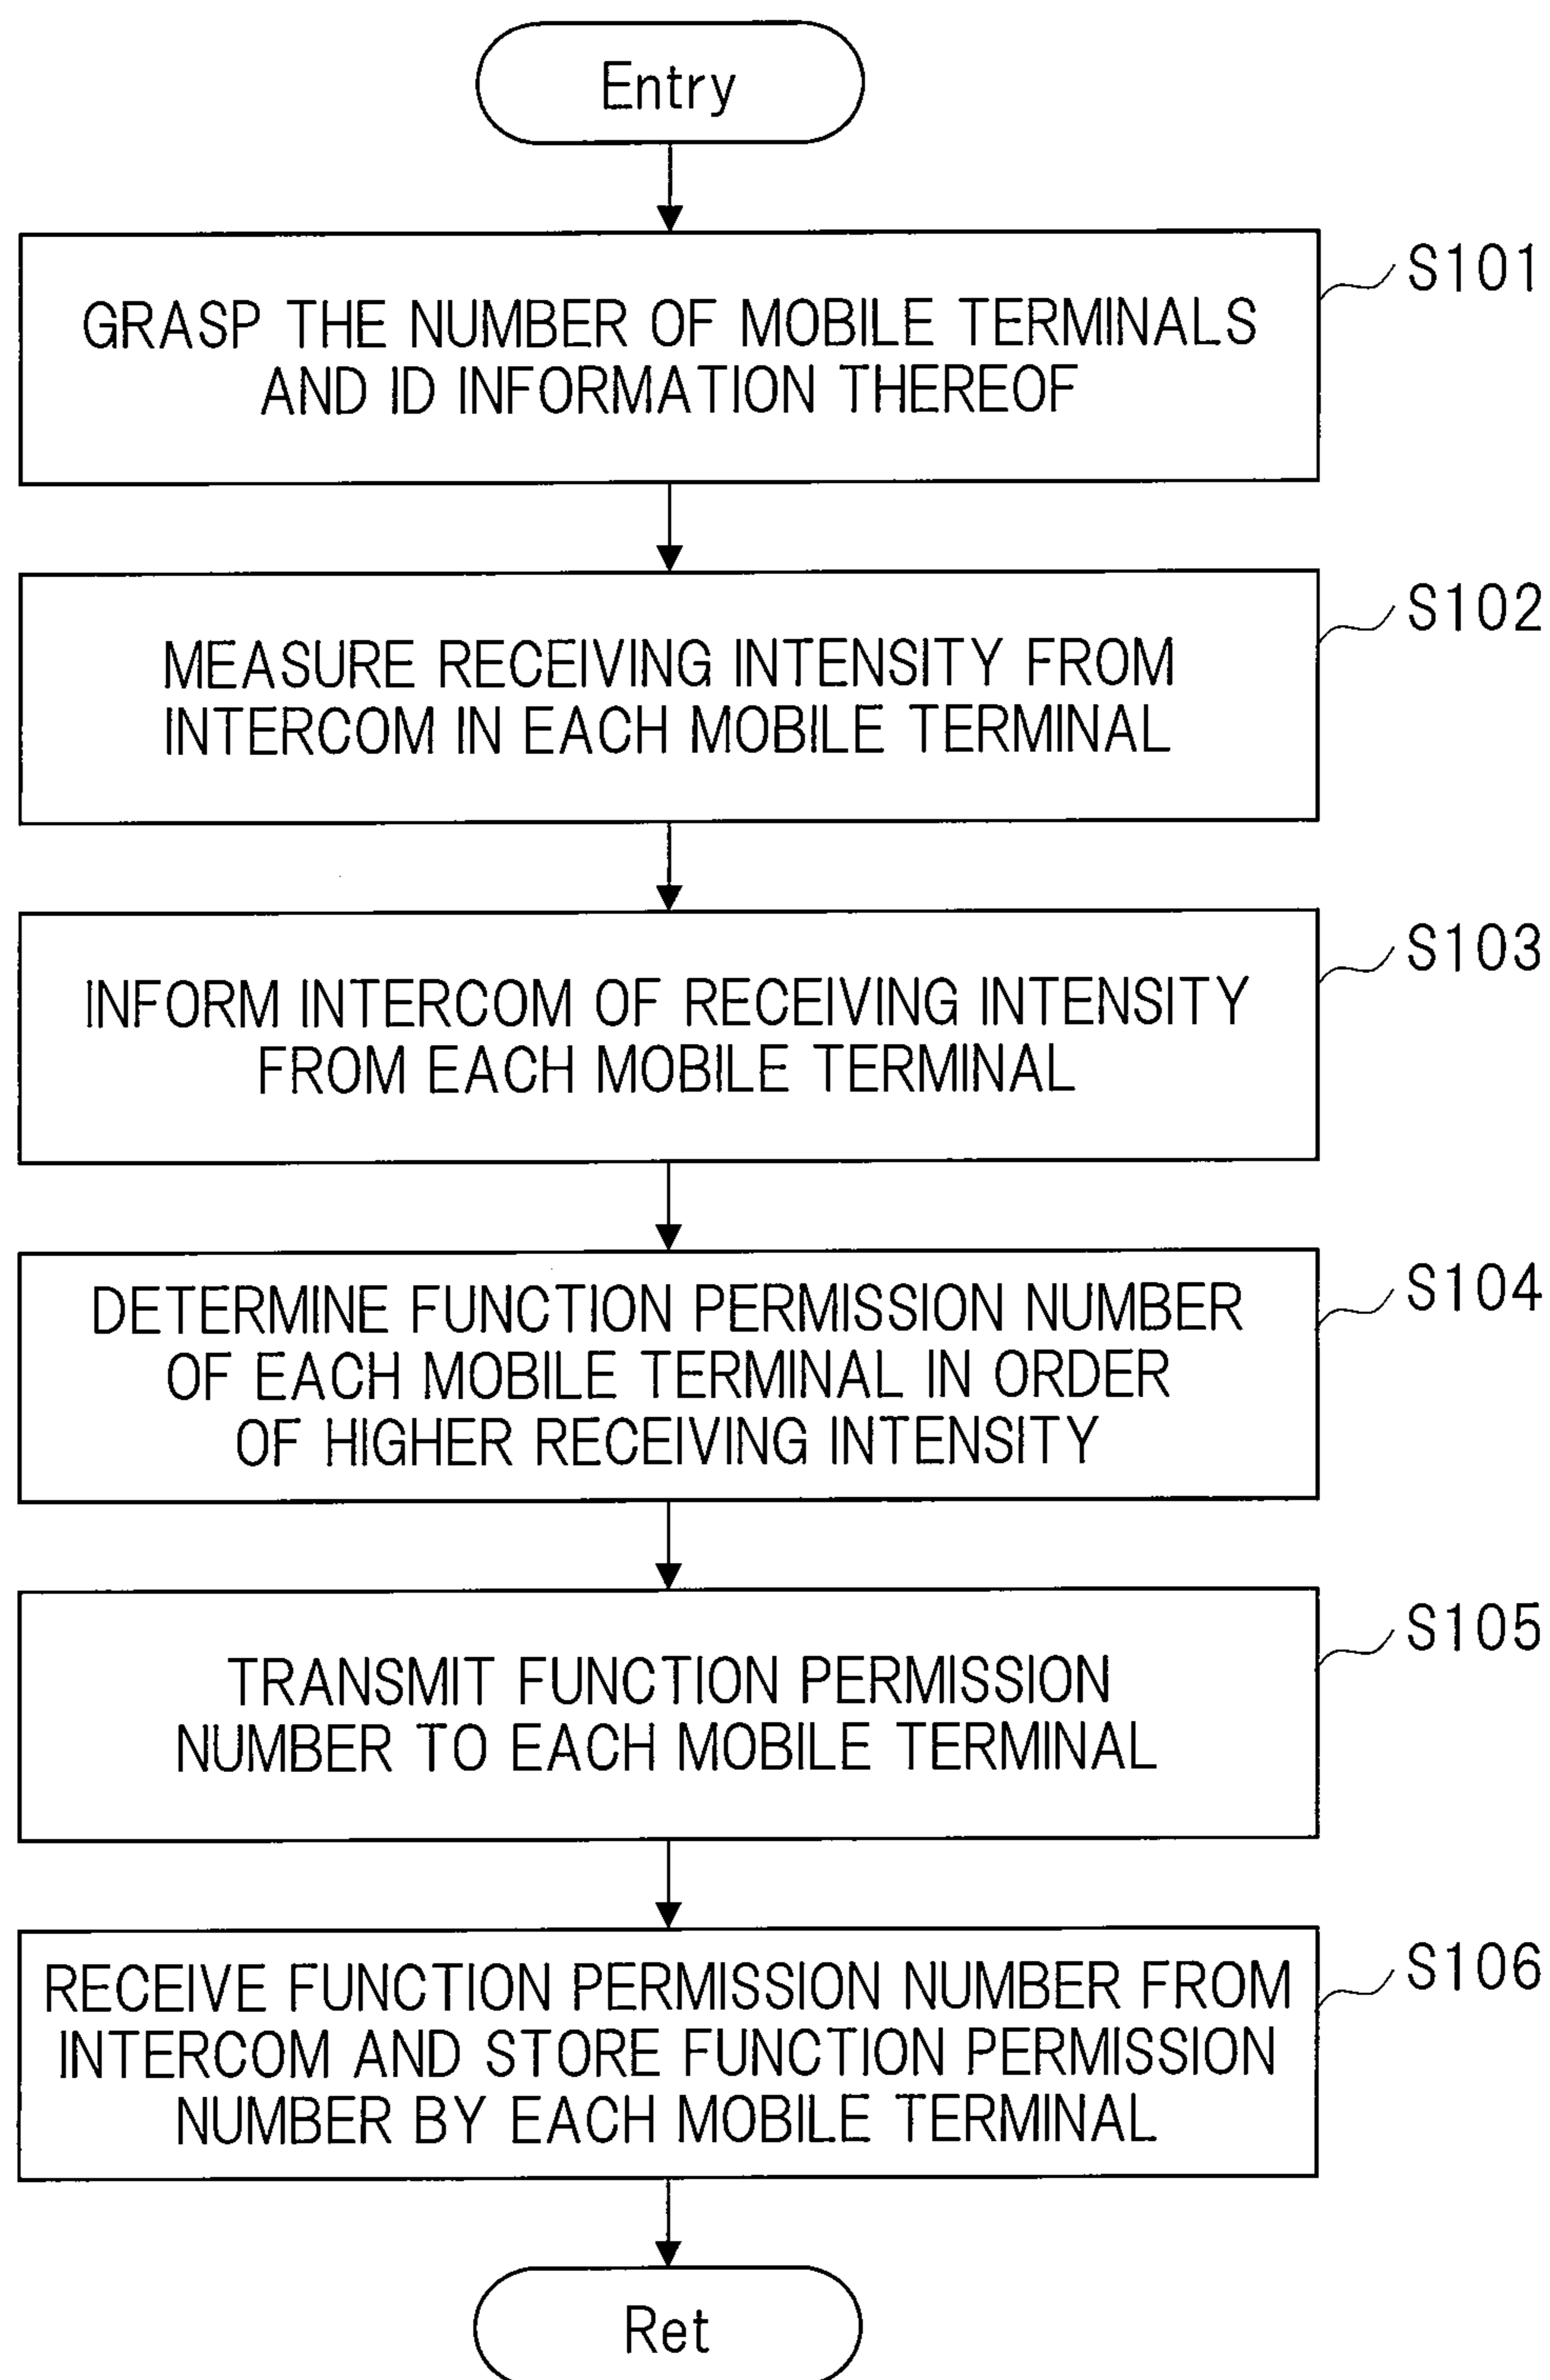 Entry
GRASP THE NUMBER OF MOBILE TERMINALS
AND ID INFORMATION THEREOF
S101
MEASURE RECEIVING INTENSITY FROM
INTERCOM IN EACH MOBILE TERMINAL
S102
INFORM INTERCOM OF RECEIVING INTENSITY
FROM EACH MOBILE TERMINAL
S103
DETERMINE FUNCTION PERMISSION NUMBER
OF EACH MOBILE TERMINAL IN ORDER
OF HIGHER RECEIVING INTENSITY
S104
TRANSMIT FUNCTION PERMISSION
NUMBER TO EACH MOBILE TERMINAL
S105
RECEIVE FUNCTION PERMISSION NUMBER FROM
INTERCOM AND STORE FUNCTION PERMISSION
NUMBER BY EACH MOBILE TERMINAL
S106
Ret